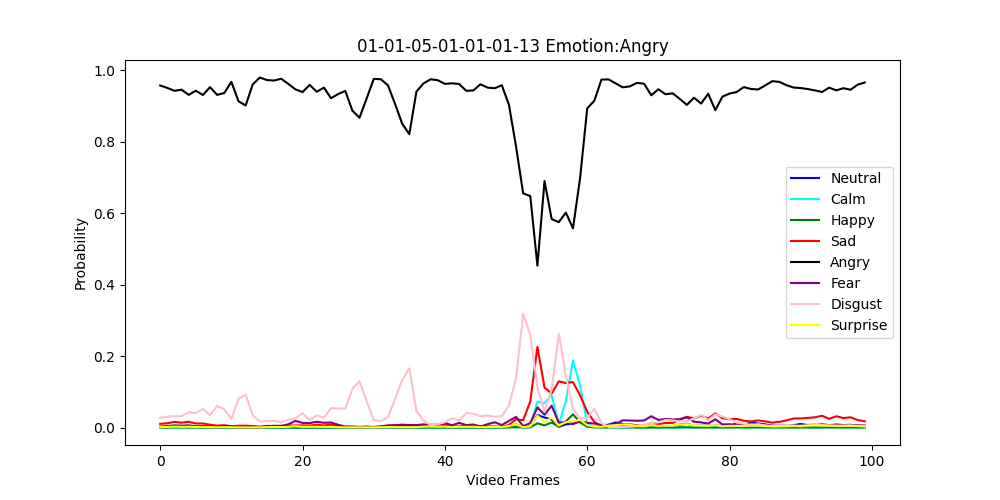 01-01-05-01-01-01-13 Emotion:Angry
1.0
0.8
0.6
0.4
0.2
0.0
Probability
0 20 40 60 80 100
Video Frames
Neutral
Calm
Happy
Sad
Angry
Fear
Disgust
Surprise